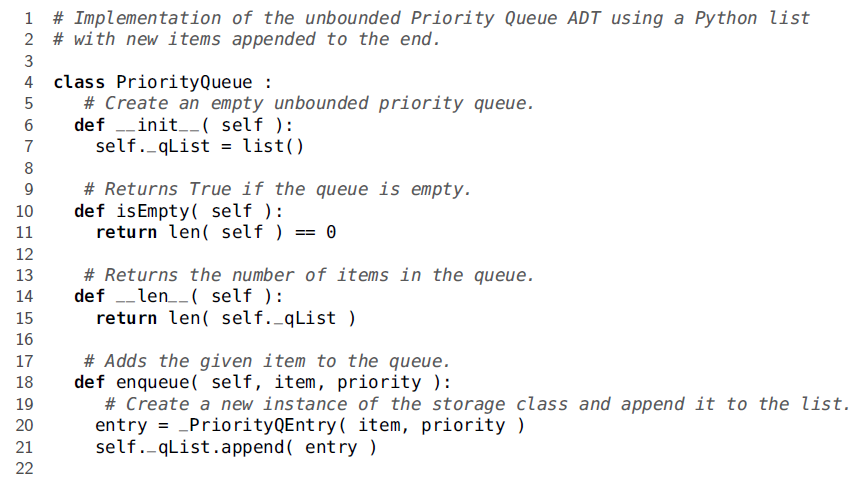 1 # Implementation of the unbounded Priority Queue ADT using a Python list
2 # with new items appended to the end.
3
4 class PriorityQueue :
5 # Create an empty unbounded priority queue.
6 def __init__( self ):
7 self._qList = list()
8
9 # Returns True if the queue is empty.
10 def isEmpty( self ):
11 return len( self ) == 0
12
13 # Returns the number of items in the queue.
14 def __len__( self ):
15 return len( self._qList )
16
17 # Adds the given item to the queue.
18 def enqueue( self, item, priority ):
19 # Create a new instance of the storage class and append it to the list.
20 entry = _PriorityQEntry( item, priority )
21 self._qList.append( entry )
22